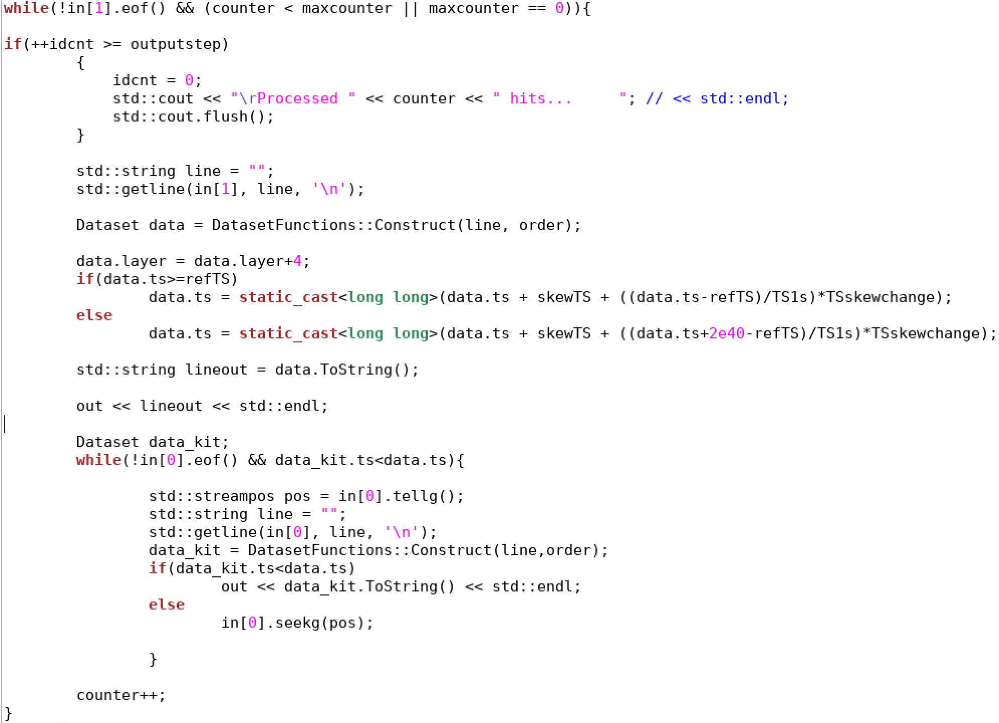 while(!in[1].eof() && (counter < maxcounter || maxcounter == 0)){
if(++idcnt >= outputstep)
{
idcnt = 0;
std::cout << "\rProcessed " << counter << " hits...     "; // << std::endl;
std::cout.flush();
}
std::string line = "";
std::getline(in[1], line, '\n');
Dataset data = DatasetFunctions::Construct(line, order);
data.layer = data.layer+4;
if(data.ts>=refTS)
data.ts = static_cast<long long>(data.ts + skewTS + ((data.ts-refTS)/TS1s)*TSskewchange);
else
data.ts = static_cast<long long>(data.ts + skewTS + ((data.ts+2e40-refTS)/TS1s)*TSskewchange);
std::string lineout = data.ToString();
out << lineout << std::endl;
Dataset data_kit;
while(!in[0].eof() && data_kit.ts<data.ts){
std::streampos pos = in[0].tellg();
std::string line = "";
std::getline(in[0], line, '\n');
data_kit = DatasetFunctions::Construct(line,order);
if(data_kit.ts<data.ts)
out << data_kit.ToString() << std::endl;
else
in[0].seekg(pos);
}
counter++;
}